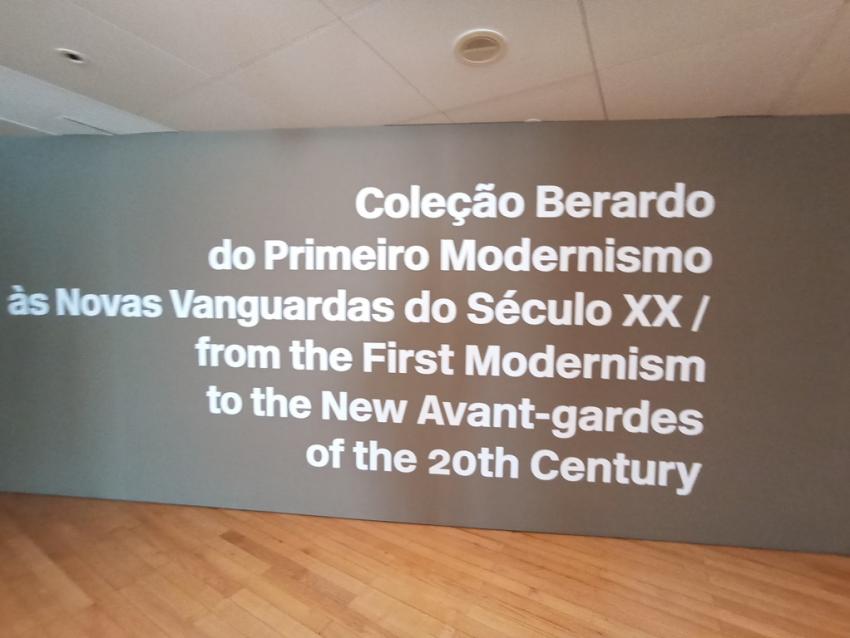 Coleção Berardo
do Primeiro Modernismo
às Novas Vanguardas do Século XX /
from the First Modernism
to the New Avant-gardes
of the 20th Century